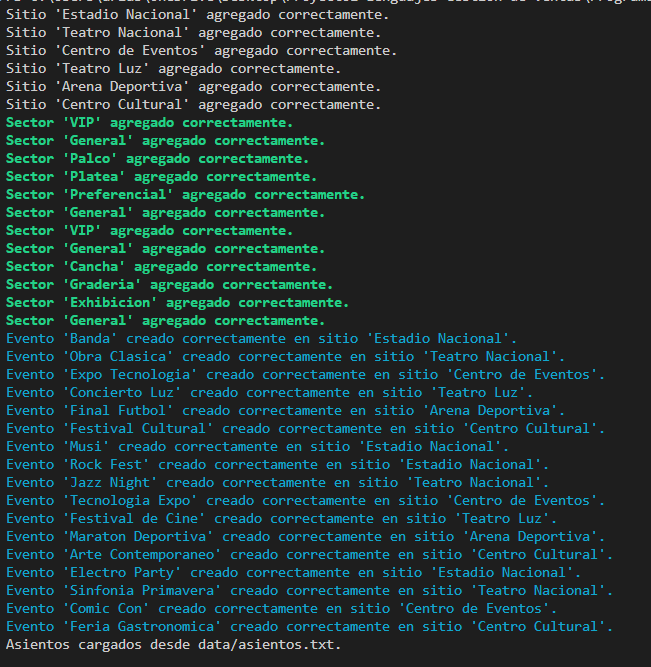 Sitio 'Estadio Nacional' agregado correctamente.
Sitio 'Teatro Nacional' agregado correctamente.
Sitio 'Centro de Eventos' agregado correctamente.
Sitio 'Teatro Luz' agregado correctamente.
Sitio 'Arena Deportiva' agregado correctamente.
Sitio 'Centro Cultural' agregado correctamente.
Sector 'VIP' agregado correctamente.
Sector 'General' agregado correctamente.
Sector 'Palco' agregado correctamente.
Sector 'Platea' agregado correctamente.
Sector 'Preferencial' agregado correctamente.
Sector 'General' agregado correctamente.
Sector 'VIP' agregado correctamente.
Sector 'General' agregado correctamente.
Sector 'Cancha' agregado correctamente.
Sector 'Graderia' agregado correctamente.
Sector 'Exhibicion' agregado correctamente.
Sector 'General' agregado correctamente.
Evento 'Banda' creado correctamente en sitio 'Estadio Nacional'.
Evento 'Obra Clasica' creado correctamente en sitio 'Teatro Nacional'.
Evento 'Expo Tecnologia' creado correctamente en sitio 'Centro de Eventos'.
Evento 'Concierto Luz' creado correctamente en sitio 'Teatro Luz'.
Evento 'Final Futbol' creado correctamente en sitio 'Arena Deportiva'.
Evento 'Festival Cultural' creado correctamente en sitio 'Centro Cultural'.
Evento 'Musi' creado correctamente en sitio 'Estadio Nacional'.
Evento 'Rock Fest' creado correctamente en sitio 'Estadio Nacional'.
Evento 'Jazz Night' creado correctamente en sitio 'Teatro Nacional'.
Evento 'Tecnologia Expo' creado correctamente en sitio 'Centro de Eventos'.
Evento 'Festival de Cine' creado correctamente en sitio 'Teatro Luz'.
Evento 'Maraton Deportiva' creado correctamente en sitio 'Arena Deportiva'.
Evento 'Arte Contemporaneo' creado correctamente en sitio 'Centro Cultural'.
Evento 'Electro Party' creado correctamente en sitio 'Estadio Nacional'.
Evento 'Sinfonia Primavera' creado correctamente en sitio 'Teatro Nacional'.
Evento 'Comic Con' creado correctamente en sitio 'Centro de Eventos'.
Evento 'Feria Gastronomica' creado correctamente en sitio 'Centro Cultural'.
Asientos cargados desde data/asientos.txt.